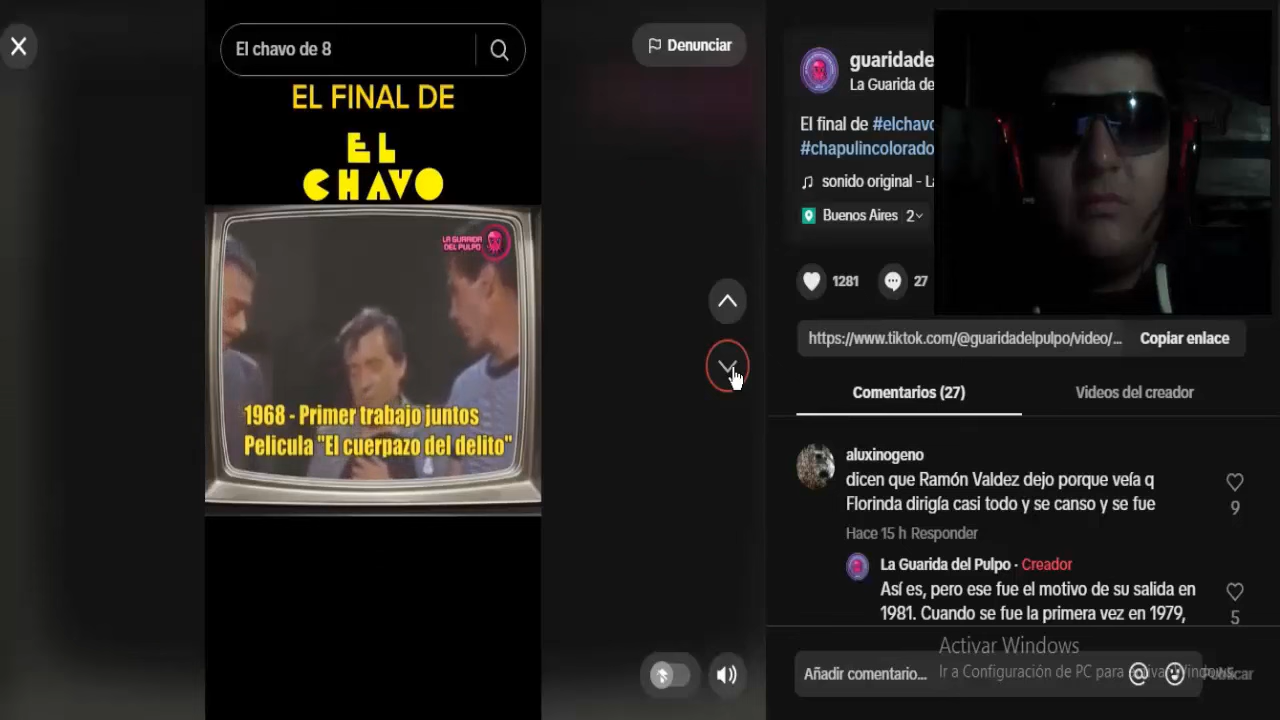 El chavo de 8
Denunciar
EL FINAL DE
EL
CHAVO
LA GUARIDA
DEL PULPO
1968 - Primer trabajo juntos
Pelicula "El cuerpazo del delito"
guaridade
La Guarida de
El final de #elchavo
#chapulincolorado
sonido original - La
Buenos Aires 2
1281
27
https://www.tiktok.com/@guaridadelpulpo/video/...
Copiar enlace
Comentarios (27)
Videos del creador
aluxinogeno
dicen que Ramón Valdez dejo porque veía q
Florinda dirigía casi todo y se canso y se fue
9
Hace 15 h Responder
La Guarida del Pulpo · Creador
Así es, pero ese fue el motivo de su salida en
1981. Cuando se fue la primera vez en 1979,
5
Activar Windows
Ir a Configuración de PC para activar Windows.
Añadir comentario...
Publicar